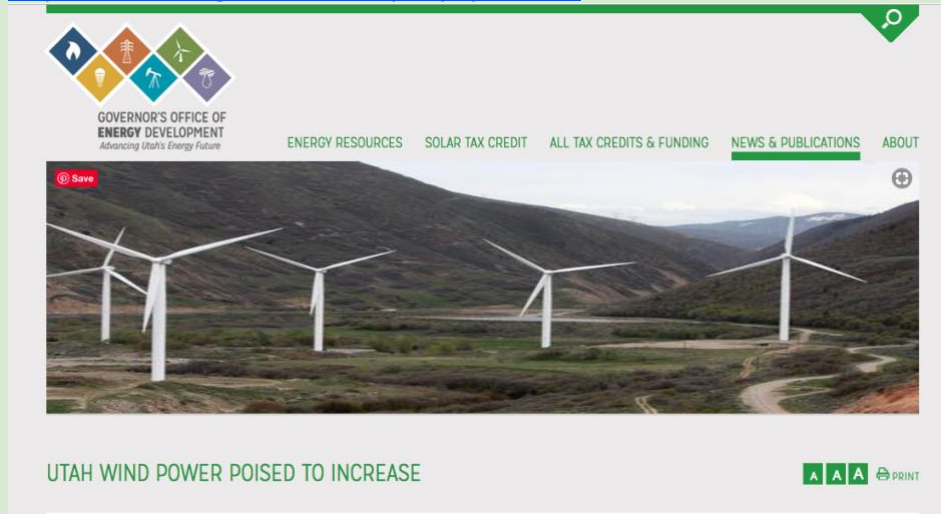 GOVERNOR'S OFFICE OF
ENERGY DEVELOPMENT
Advancing Utah's Energy Future
ENERGY RESOURCES
SOLAR TAX CREDIT
ALL TAX CREDITS & FUNDING
NEWS & PUBLICATIONS
ABOUT
Save
UTAH WIND POWER POISED TO INCREASE
A A A PRINT